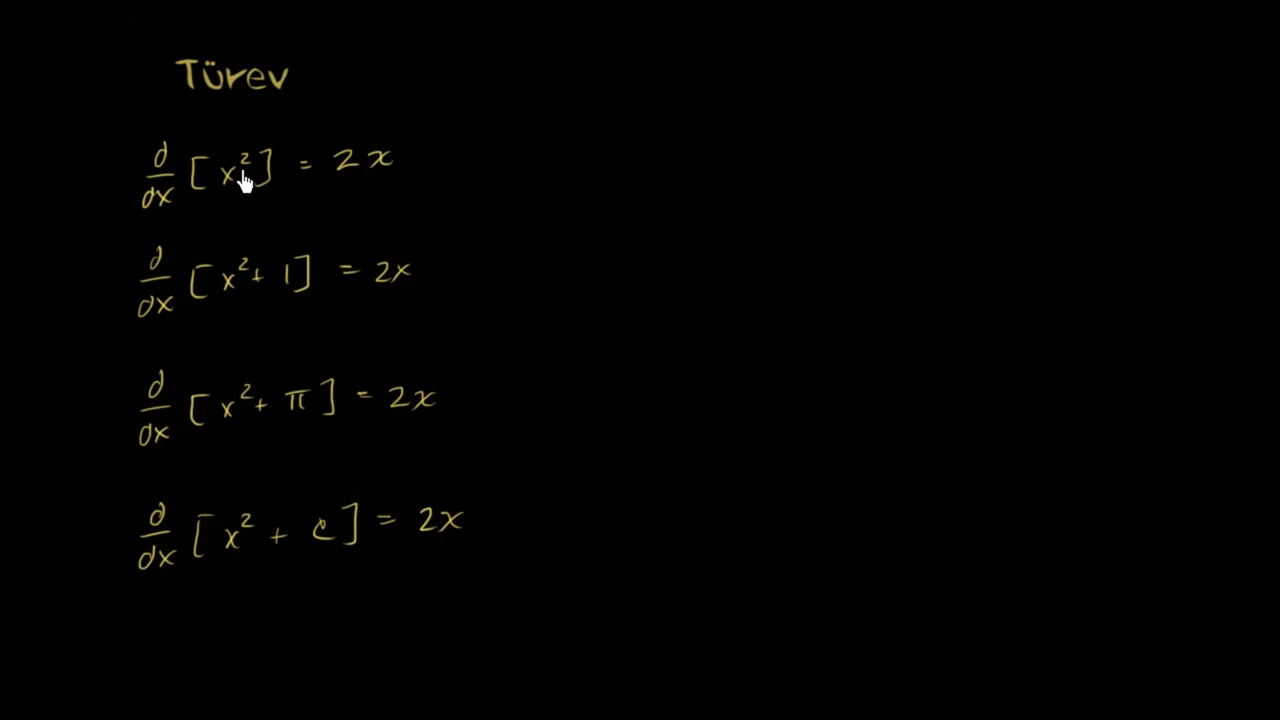 Türev
d/dx [x²] = 2x
d/dx [x² + 1] = 2x
d/dx [x² + π] = 2x
d/dx [x² + c] = 2x